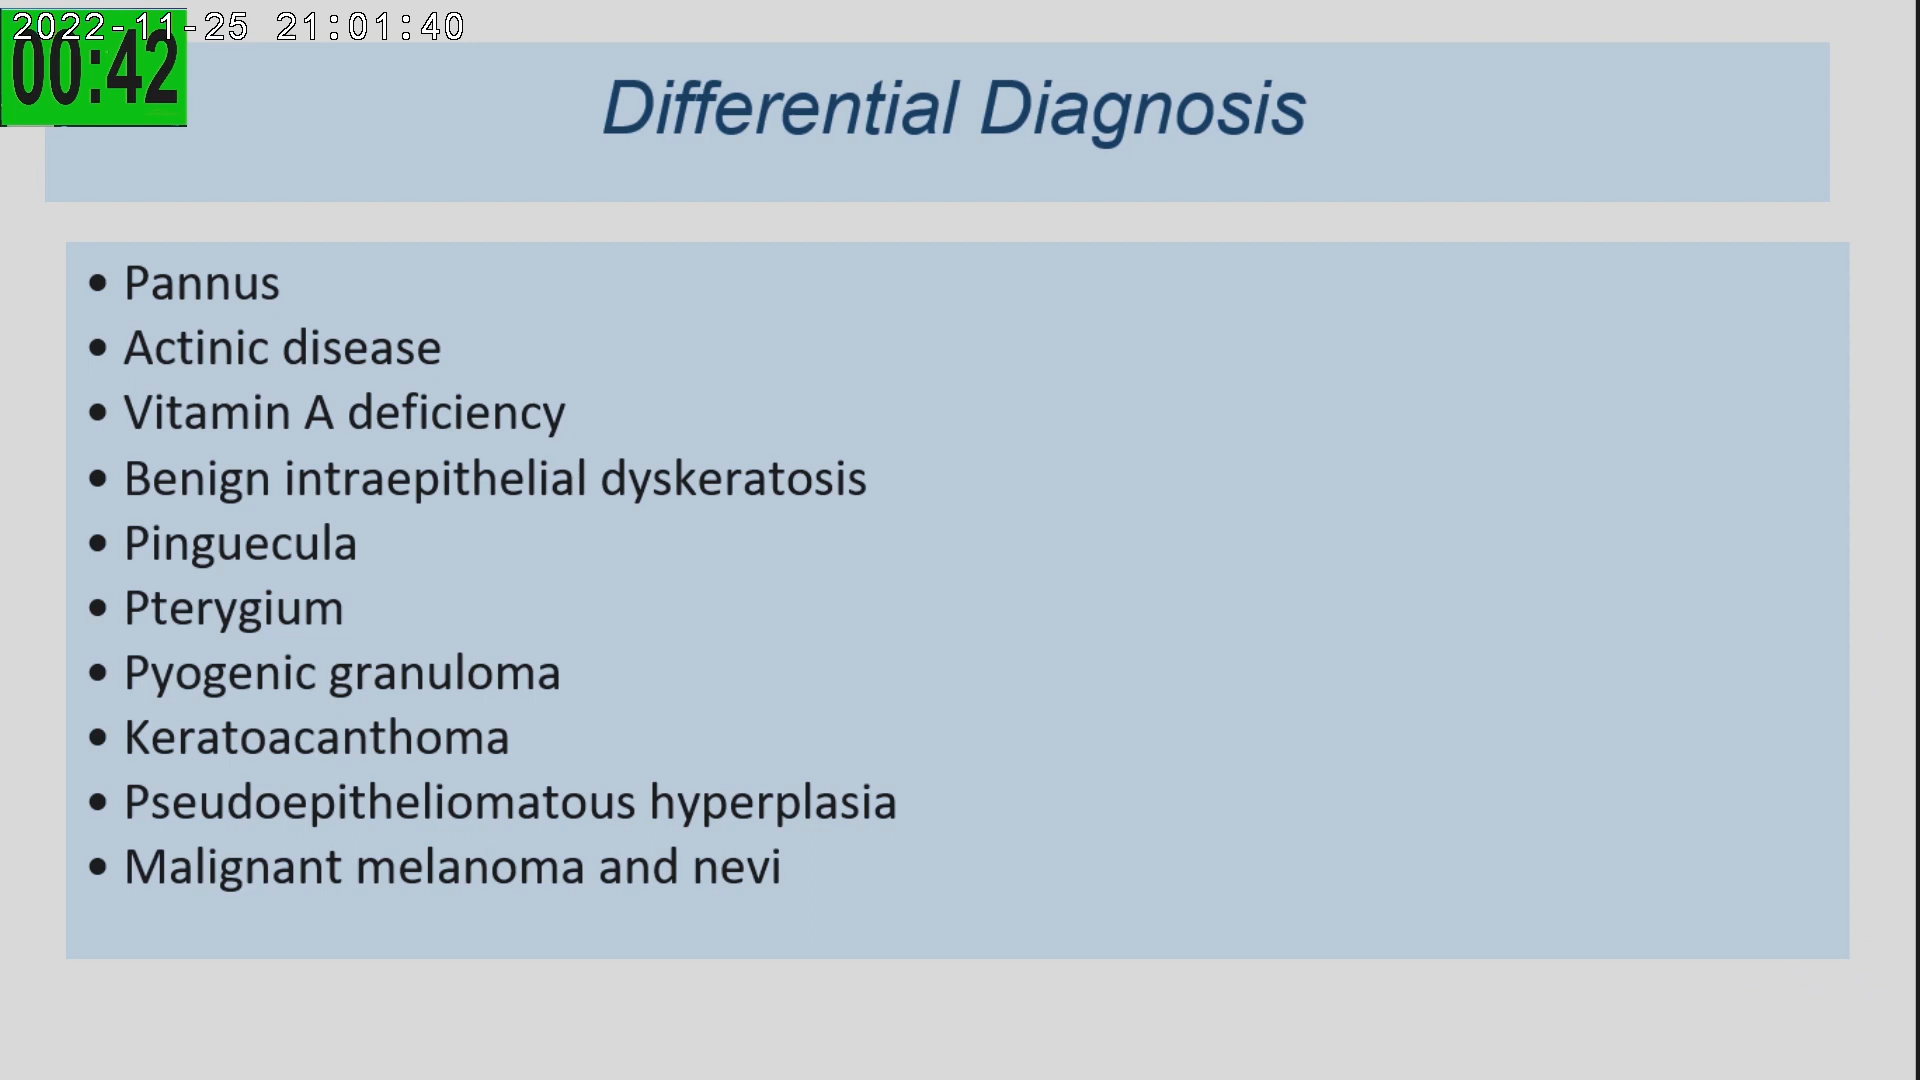 2022-11-25 21:01:40
00:42
Differential Diagnosis
• Pannus
• Actinic disease
• Vitamin A deficiency
• Benign intraepithelial dyskeratosis
• Pinguecula
• Pterygium
• Pyogenic granuloma
• Keratoacanthoma
• Pseudoepitheliomatous hyperplasia
• Malignant melanoma and nevi